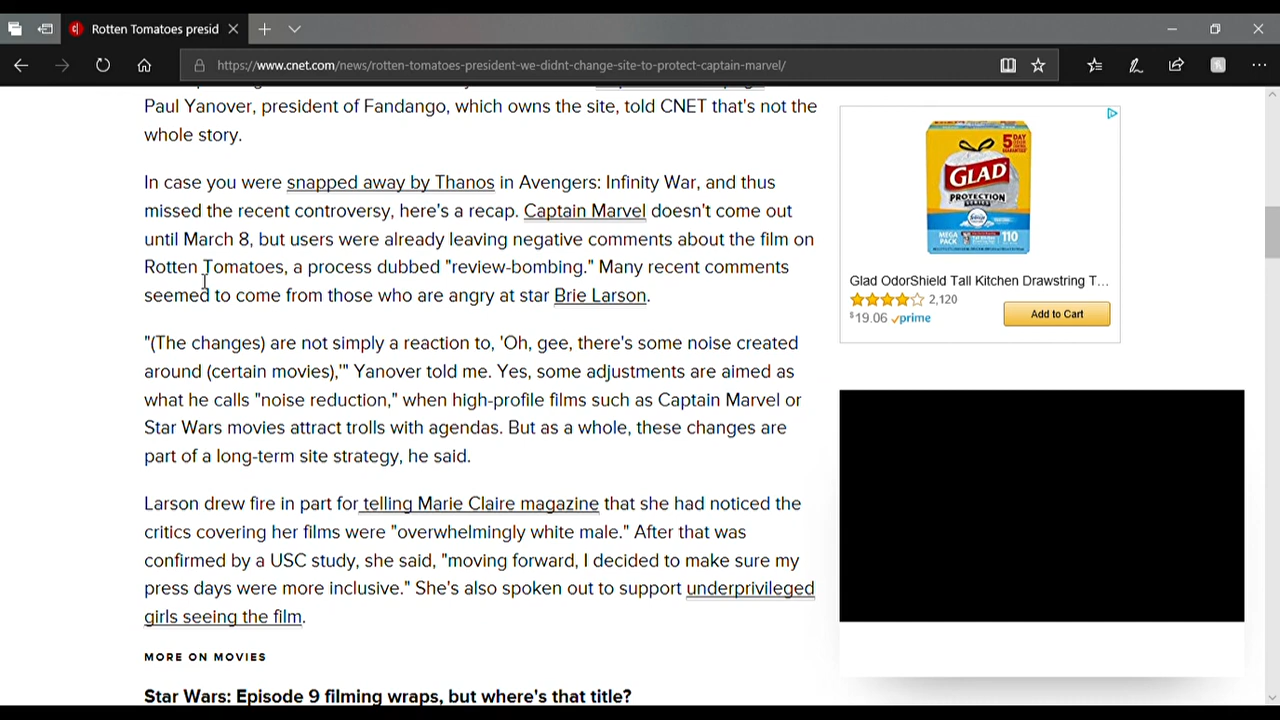 Rotten Tomatoes presid
https://www.cnet.com/news/rotten-tomatoes-president-we-didnt-change-site-to-protect-captain-marvel/
Paul Yanover, president of Fandango, which owns the site, told CNET that's not the
whole story.
In case you were snapped away by Thanos in Avengers: Infinity War, and thus
missed the recent controversy, here's a recap. Captain Marvel doesn't come out
until March 8, but users were already leaving negative comments about the film on
Rotten Tomatoes, a process dubbed "review-bombing." Many recent comments
seemed to come from those who are angry at star Brie Larson.
"(The changes) are not simply a reaction to, 'Oh, gee, there's some noise created
around (certain movies),'" Yanover told me. Yes, some adjustments are aimed as
what he calls "noise reduction," when high-profile films such as Captain Marvel or
Star Wars movies attract trolls with agendas. But as a whole, these changes are
part of a long-term site strategy, he said.
Larson drew fire in part for telling Marie Claire magazine that she had noticed the
critics covering her films were "overwhelmingly white male." After that was
confirmed by a USC study, she said, "moving forward, I decided to make sure my
press days were more inclusive." She's also spoken out to support underprivileged
girls seeing the film.
MORE ON MOVIES
Star Wars: Episode 9 filming wraps, but where's that title?
5 DAY
GLAD
PROTECTION
MEGA
PACK
110
Glad OdorShield Tall Kitchen Drawstring T...
2,120
$19.06 prime
Add to Cart